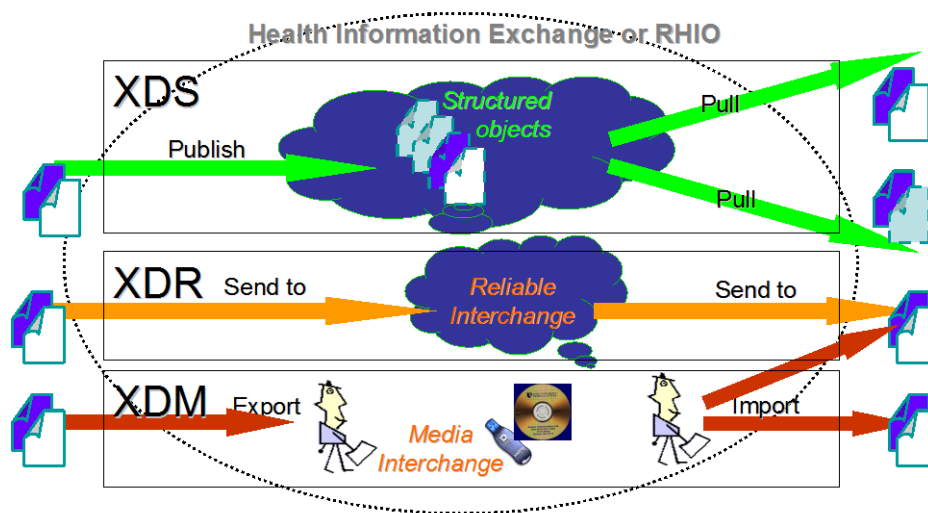 Health Information Exchange or RHIO
XDS
Structured
objects
Publish
Pull
Pull
XDR
Send to
Reliable
Interchange
Send to
XDM
Export
Media
Interchange
Import